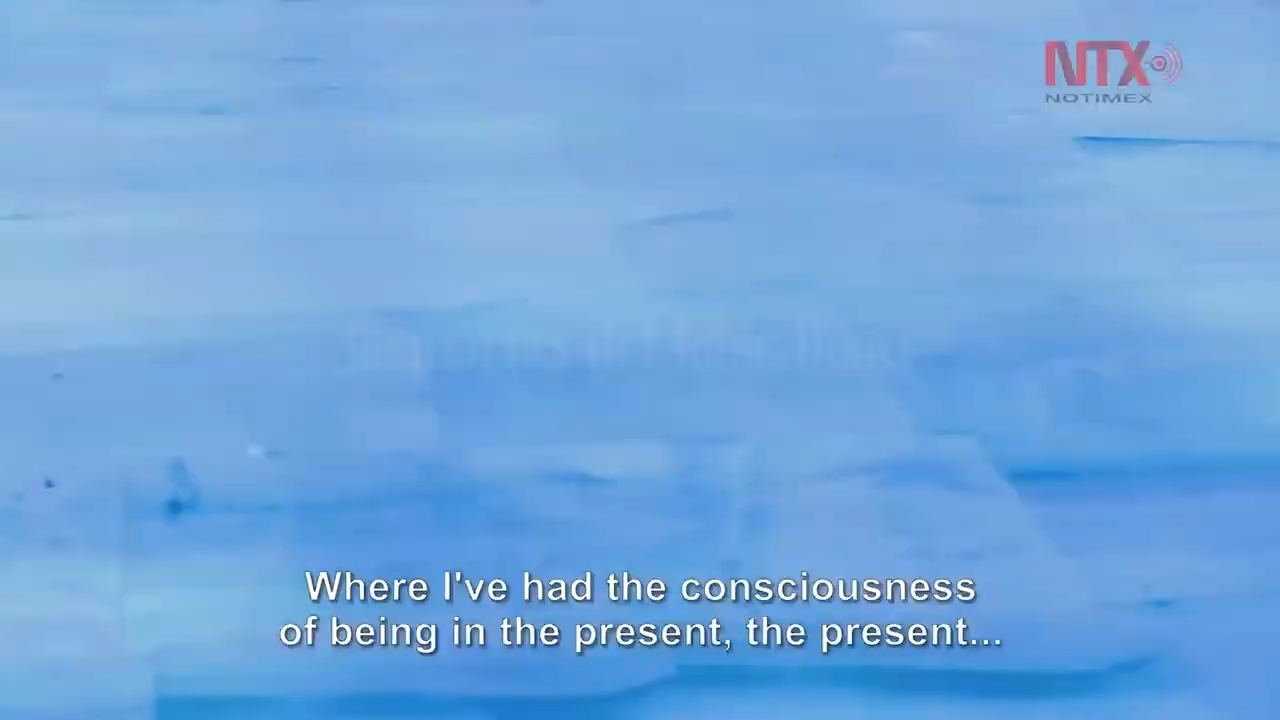 NTX
NOTIMEX
Where I've had the consciousness
of being in the present, the present...